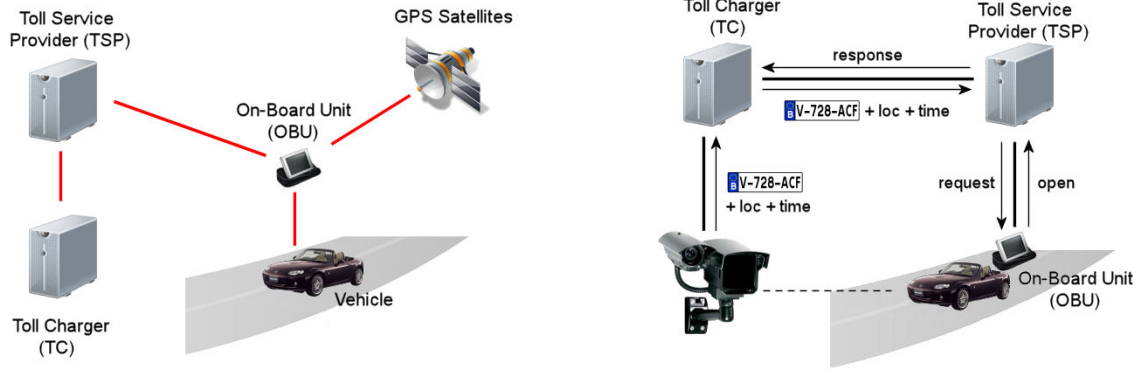 Toll Service
Provider (TSP)
GPS Satellites
On-Board Unit
(OBU)
Vehicle
Toll Charger
(TC)
Toll Charger
(TC)
Toll Service
Provider (TSP)
response
B V-728-ACF + loc + time
B V-728-ACF
+ loc + time
request
open
On-Board Unit
(OBU)